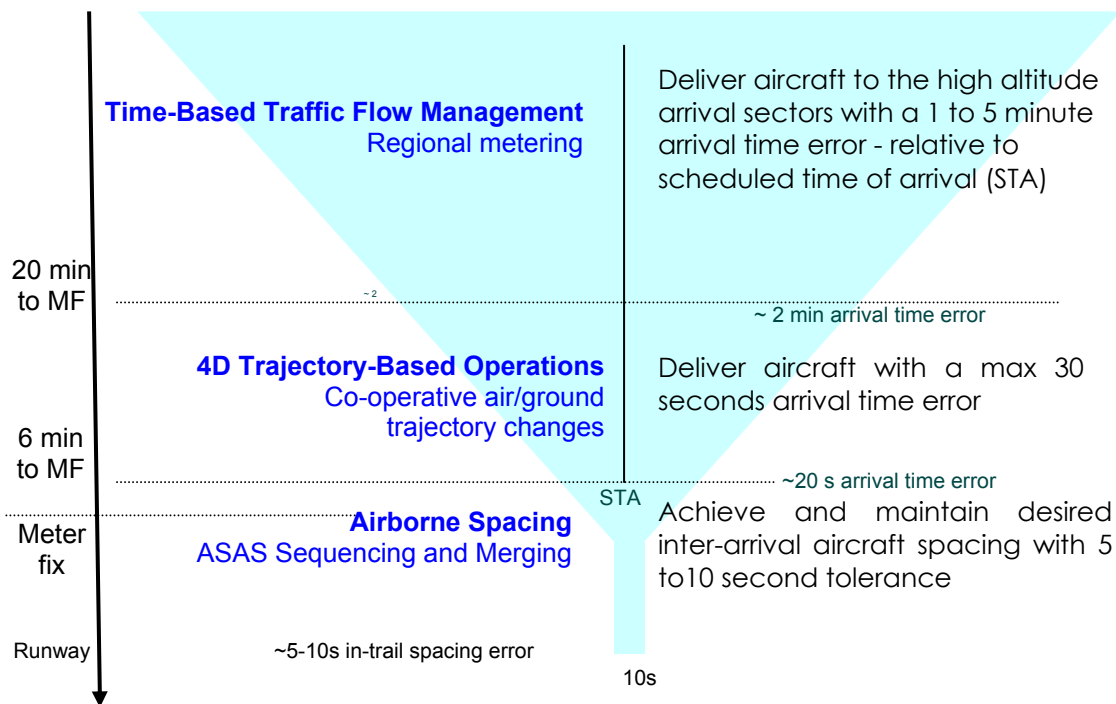 Time-Based Traffic Flow Management
Regional metering
Deliver aircraft to the high altitude
arrival sectors with a 1 to 5 minute
arrival time error - relative to
scheduled time of arrival (STA)
20 min
to MF
~ 2
~ 2 min arrival time error
4D Trajectory-Based Operations
Co-operative air/ground
trajectory changes
Deliver aircraft with a max 30
seconds arrival time error
6 min
to MF
~20 s arrival time error
STA
Meter
fix
Airborne Spacing
ASAS Sequencing and Merging
Achieve and maintain desired
inter-arrival aircraft spacing with 5
to10 second tolerance
Runway
~5-10s in-trail spacing error
10s